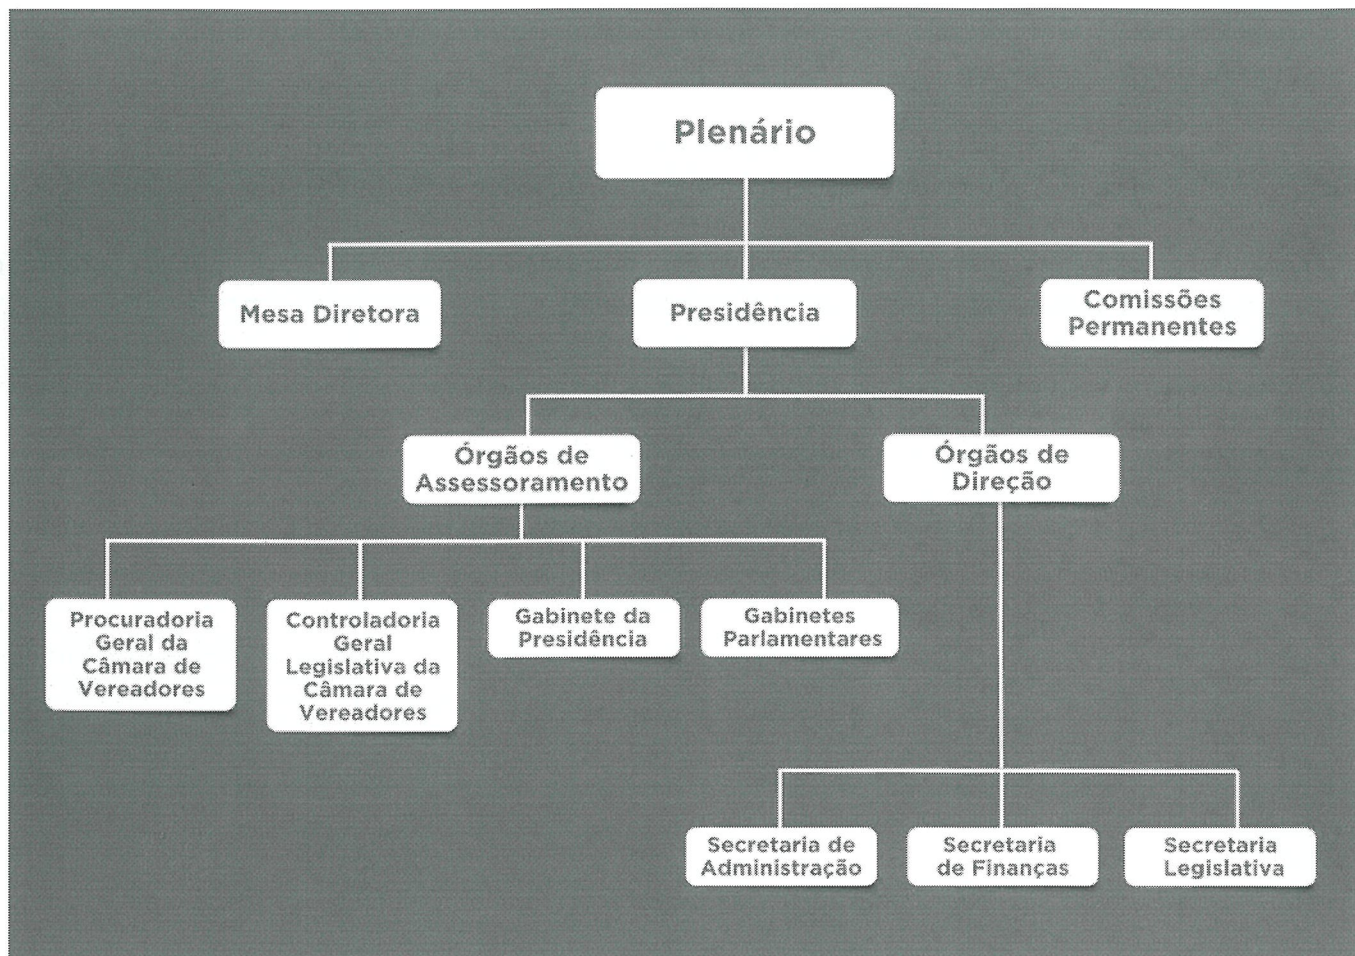 Plenário
Mesa Diretora
Presidência
Comissões
Permanentes
Órgãos de
Assessoramento
Órgãos de
Direção
Procuradoria
Geral da
Câmara de
Vereadores
Controladoria
Geral
Legislativa da
Câmara de
Vereadores
Gabinete da
Presidência
Gabinetes
Parlamentares
Secretaria de
Administração
Secretaria
de Finanças
Secretaria
Legislativa